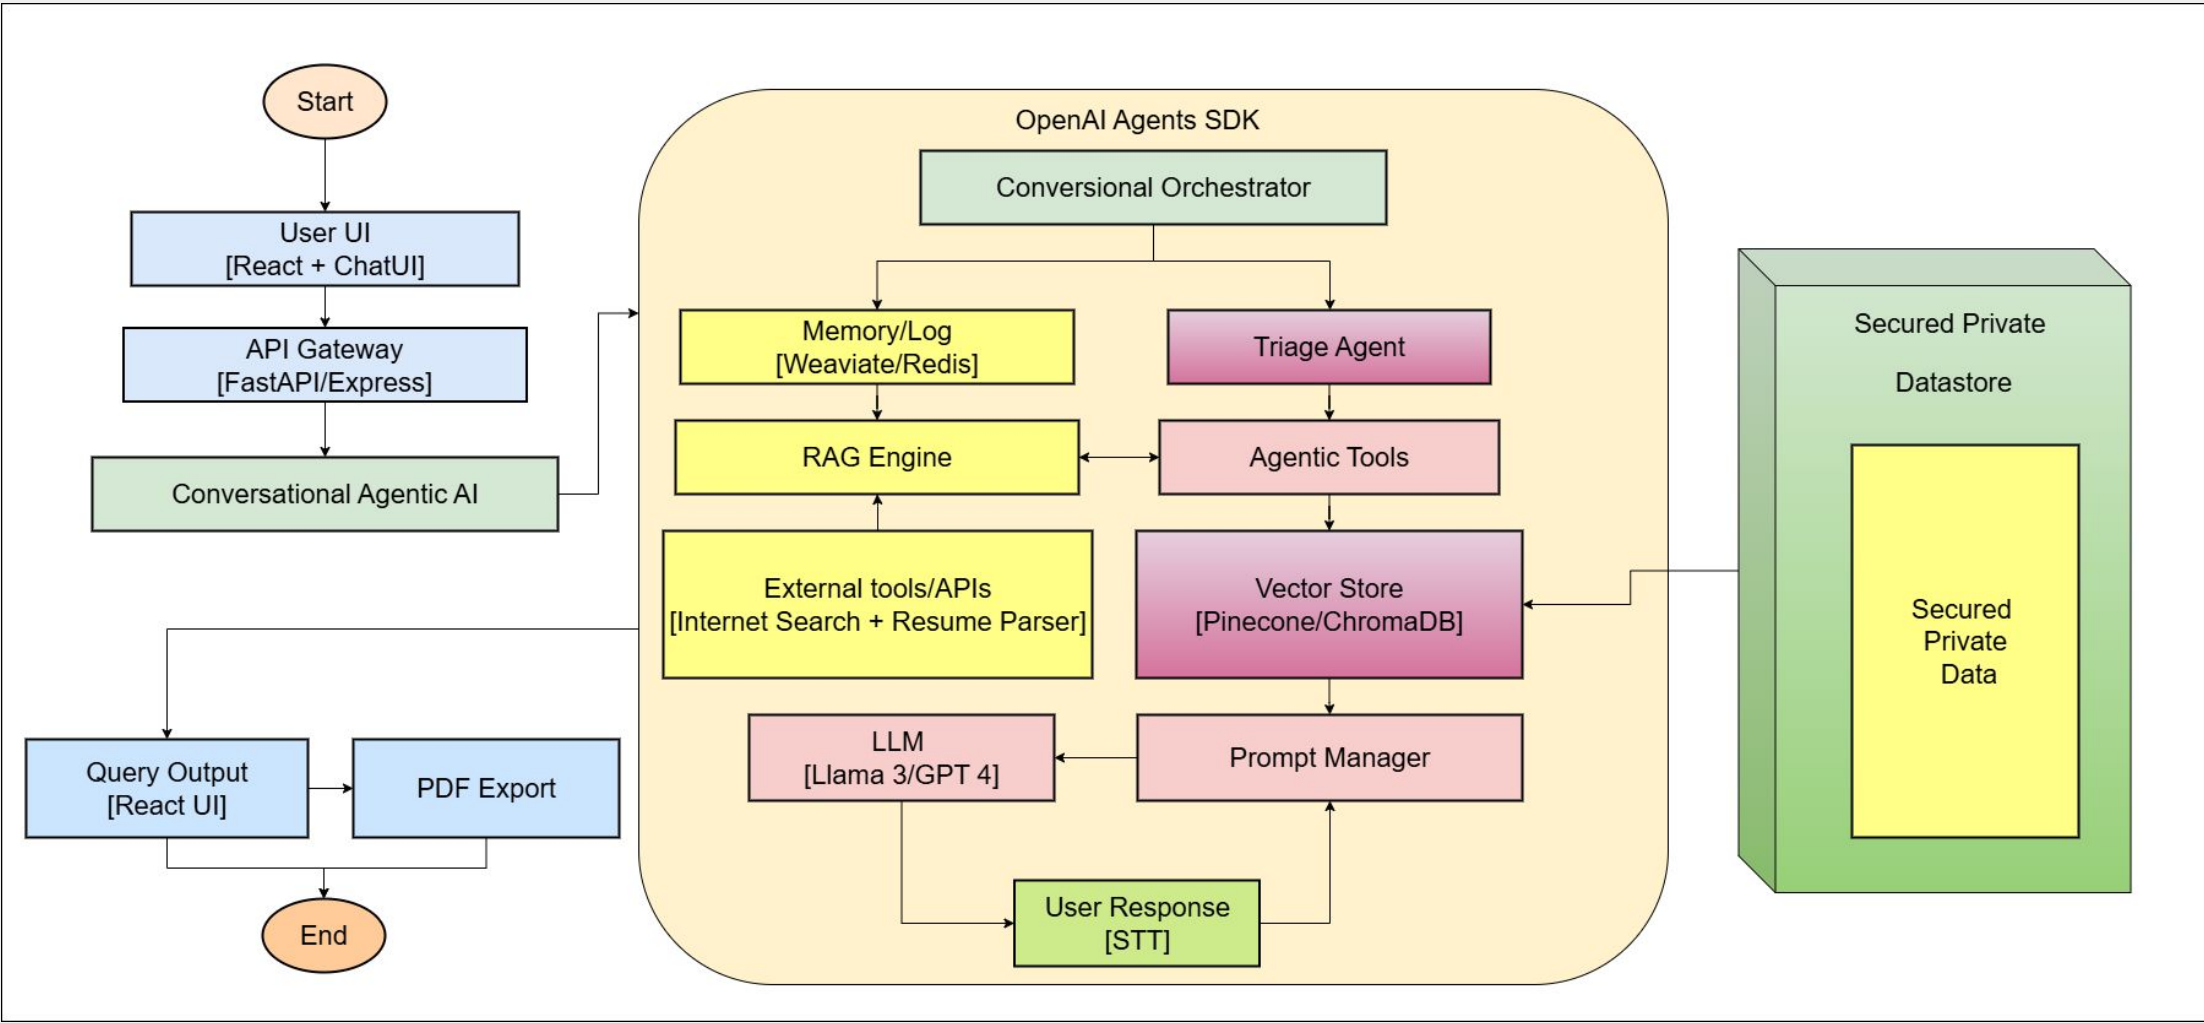 Start
User UI
[React + ChatUI]
API Gateway
[FastAPI/Express]
Conversational Agentic AI
OpenAI Agents SDK
Conversional Orchestrator
Memory/Log
[Weaviate/Redis]
Triage Agent
RAG Engine
Agentic Tools
External tools/APIs
[Internet Search + Resume Parser]
Vector Store
[Pinecone/ChromaDB]
LLM
[Llama 3/GPT 4]
Prompt Manager
User Response
[STT]
Secured Private
Datastore
Secured
Private
Data
Query Output
[React UI]
PDF Export
End